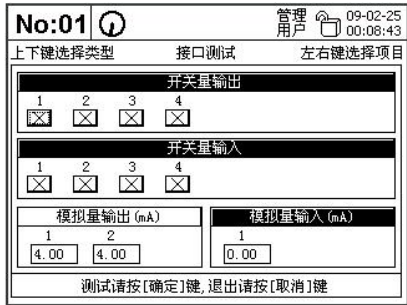 No:01 管理 09-02-25
用户 00:08:43
上下键选择类型 接口测试 左右键选择项目
开关量输出
1 2 3 4
开关量输入
1 2 3 4
模拟量输出(mA) 模拟量输入(mA)
1 2 1
4.00 4.00 0.00
测试请按[确定]键,退出请按[取消]键